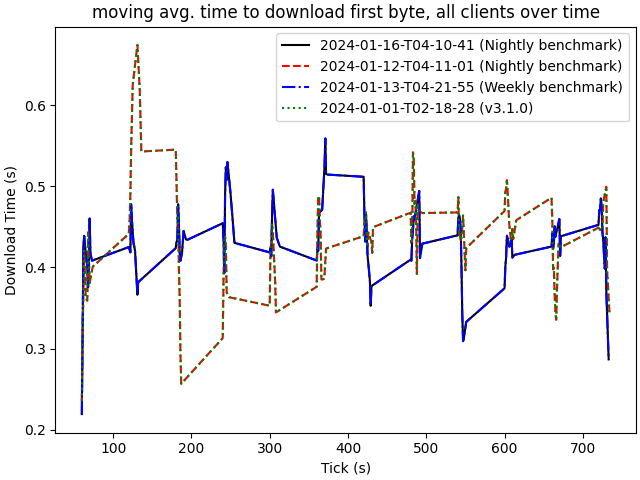 moving avg. time to download first byte, all clients over time
2024-01-16-T04-10-41 (Nightly benchmark)
2024-01-12-T04-11-01 (Nightly benchmark)
2024-01-13-T04-21-55 (Weekly benchmark)
2024-01-01-T02-18-28 (v3.1.0)
Download Time (s)
0.6
0.5
0.4
0.3
0.2
100 200 300 400 500 600 700
Tick (s)